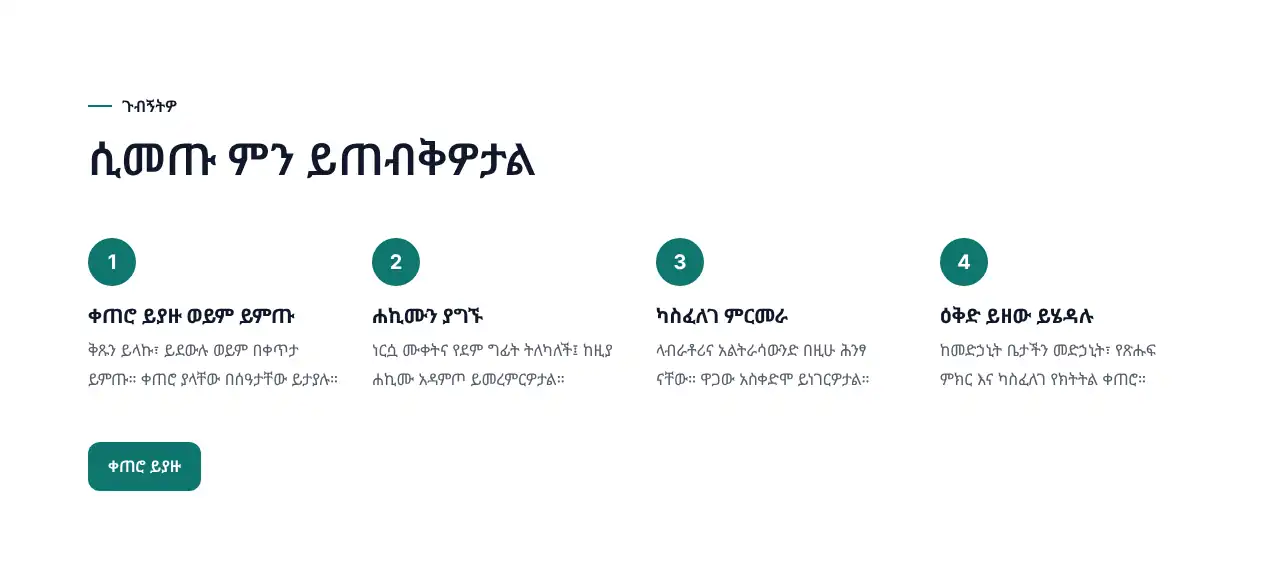 ጉብኝትዎ
ሲመጡ ምን ይጠብቅዎታል
1
ቀጠሮ ይያዙ ወይም ይምጡ
ቅጹን ይላኩ፣ ይደውሉ ወይም በቀጥታ
ይምጡ። ቀጠሮ ያላቸው በሰዓታቸው ይታያሉ።
2
ሐኪሙን ያግኙ
ነርሷ ሙቀትና የደም ግፊት ትለካለች፤ ከዚያ
ሐኪሙ አዳምጦ ይመረምርዎታል።
3
ካስፈለገ ምርመራ
ላብራቶሪና አልትራሳውንድ በዚሁ ሕንፃ
ናቸው። ዋጋው አስቀድሞ ይነገርዎታል።
4
ዕቅድ ይዘው ይሄዳሉ
ከመድኃኒት ቤታችን መድኃኒት፣ የጽሑፍ
ምክር እና ካስፈለገ የክትትል ቀጠሮ።
ቀጠሮ ይያዙ